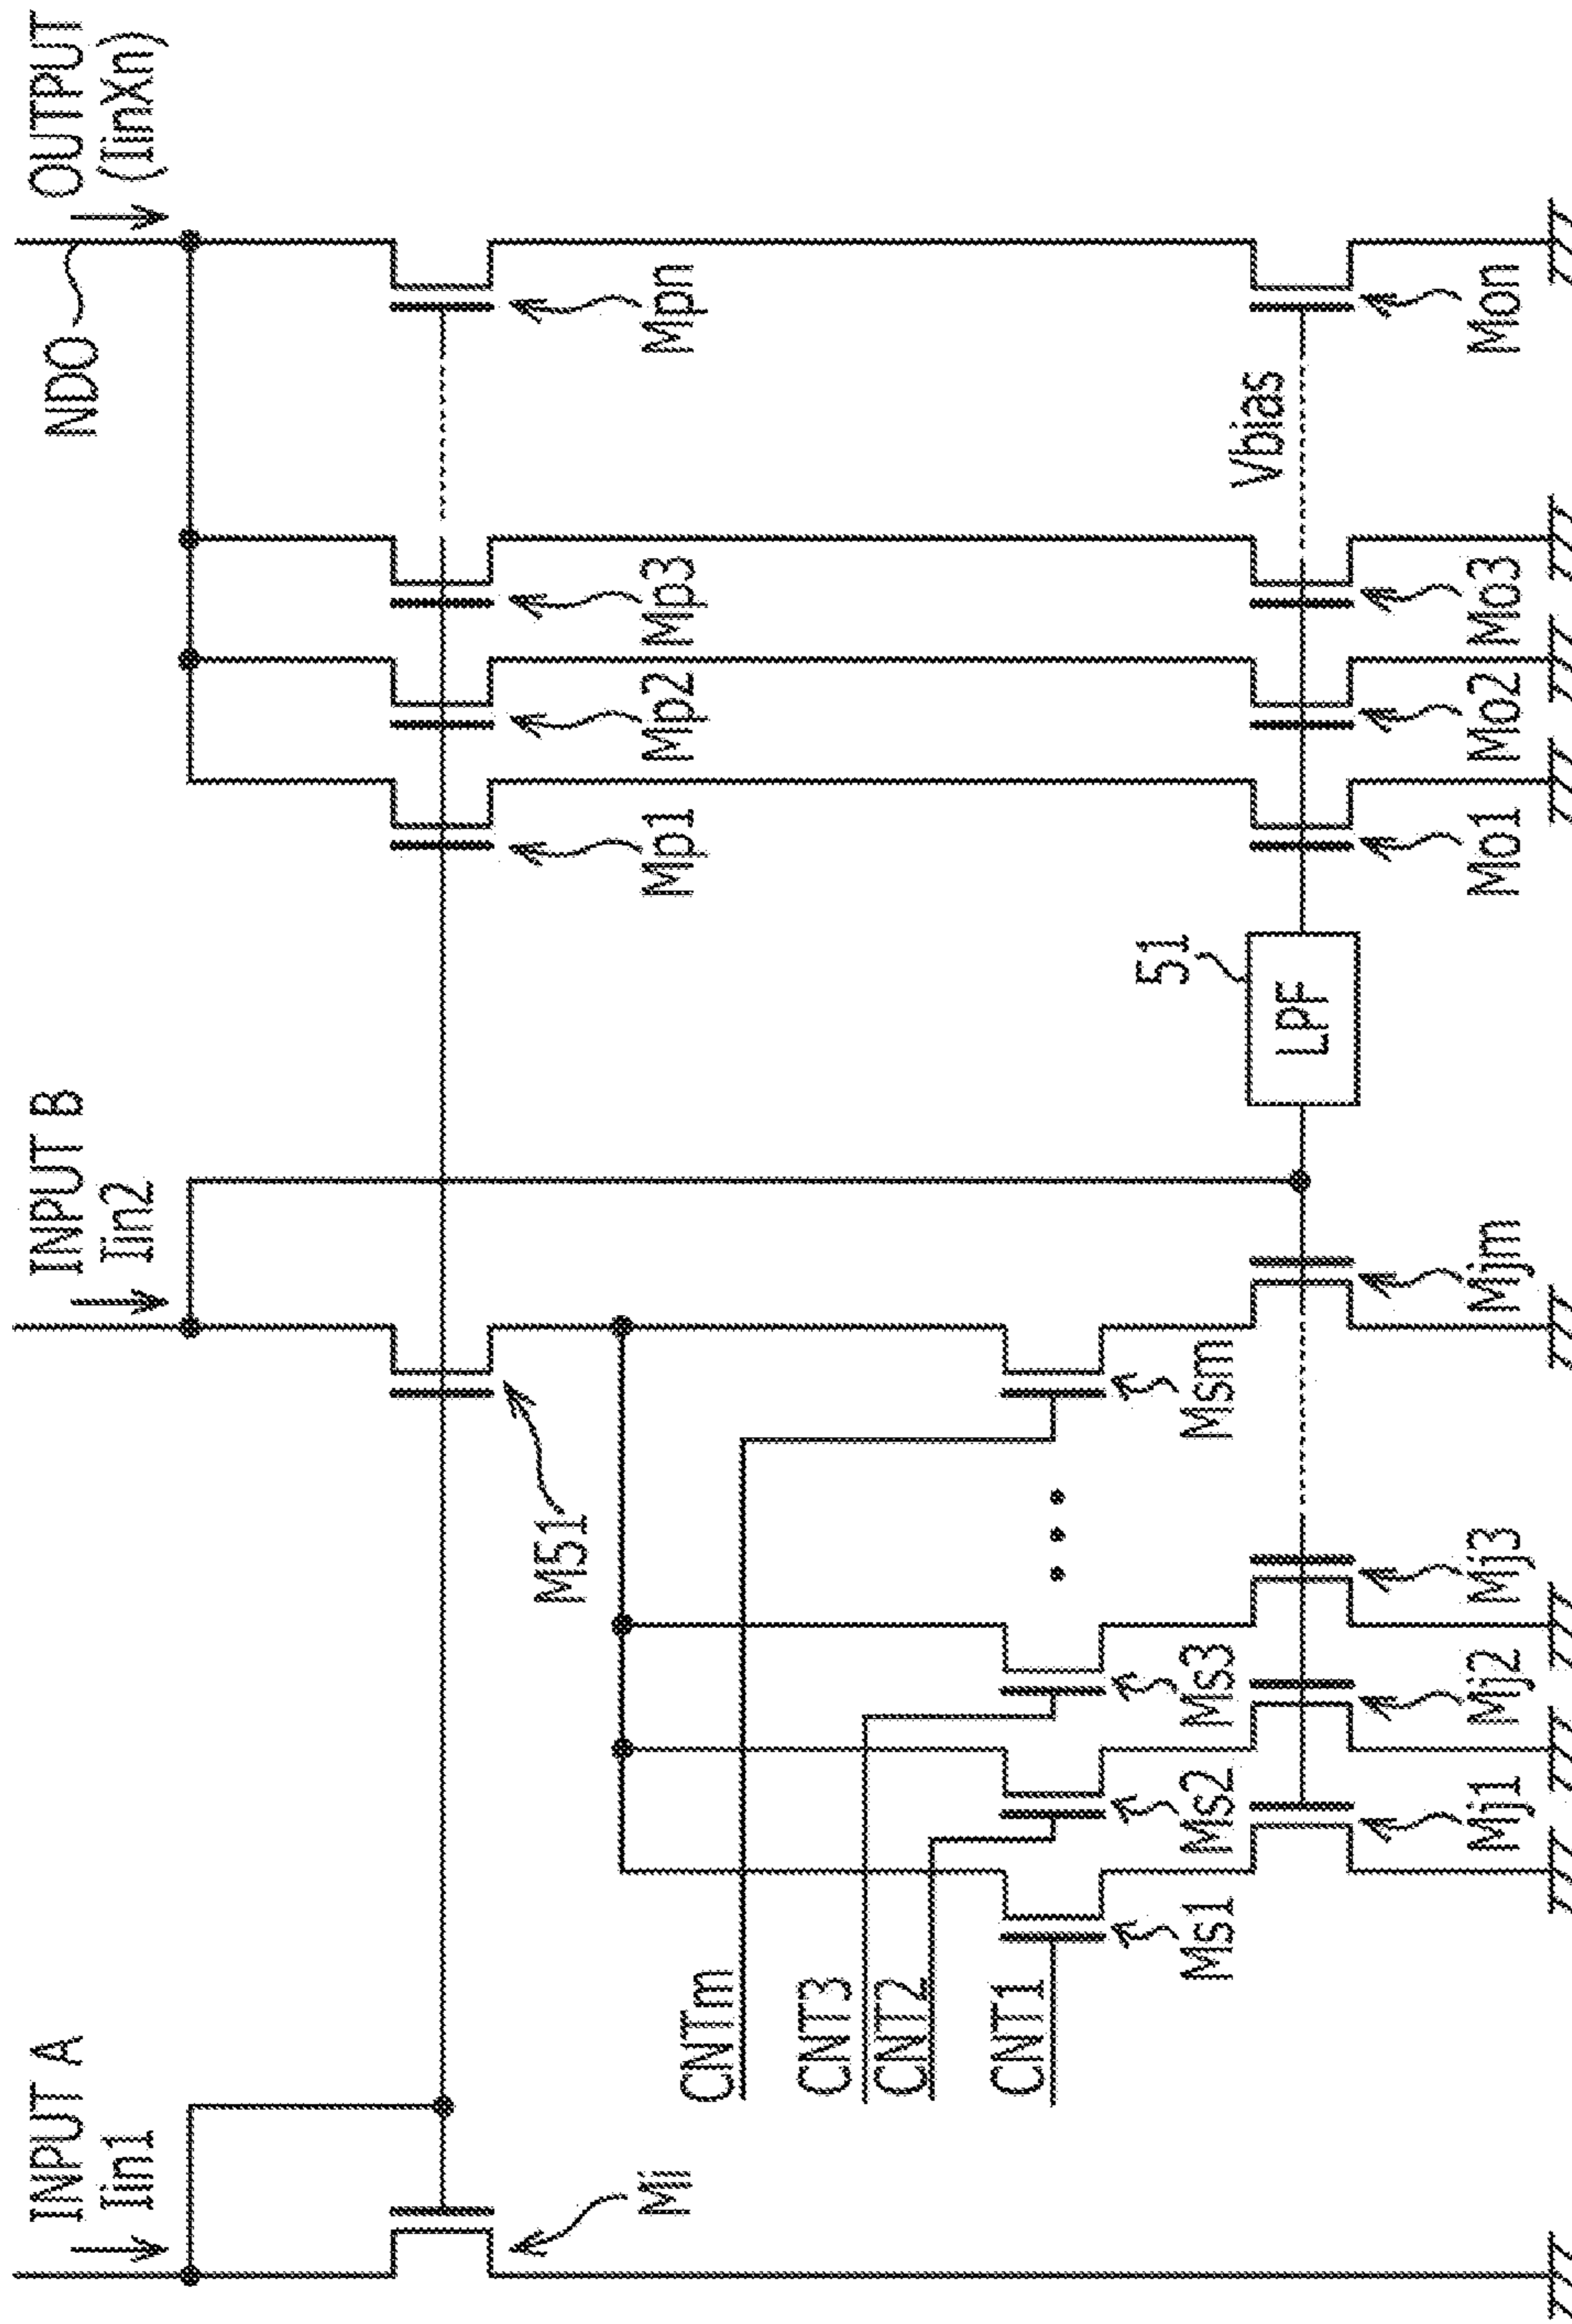 INPUT A
Iin1
INPUT B
Iin2
OUTPUT
(IinXn)
NDO
Mi
M51
Mp1
Mp2
Mp3
Mpn
CNTm
CNT3
CNT2
CNT1
Ms1
Ms2
Ms3
Msm
51
LPF
Vbias
Mj1
Mj2
Mj3
Mjm
Mo1
Mo2
Mo3
Mon